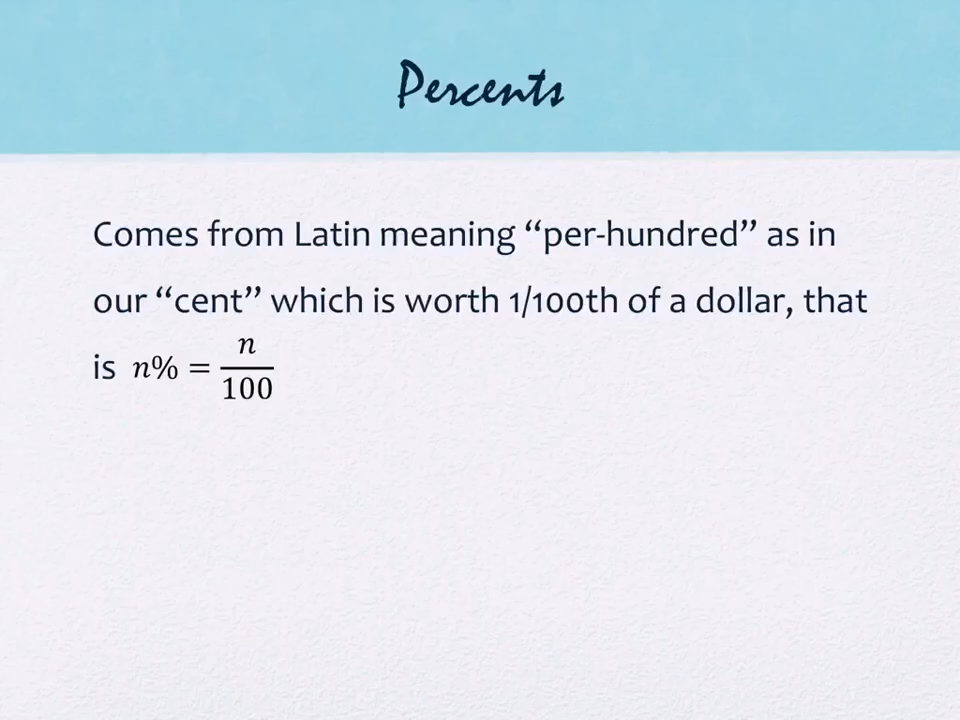 Percents
Comes from Latin meaning “per-hundred” as in
our “cent” which is worth 1/100th of a dollar, that
is n% = n/100